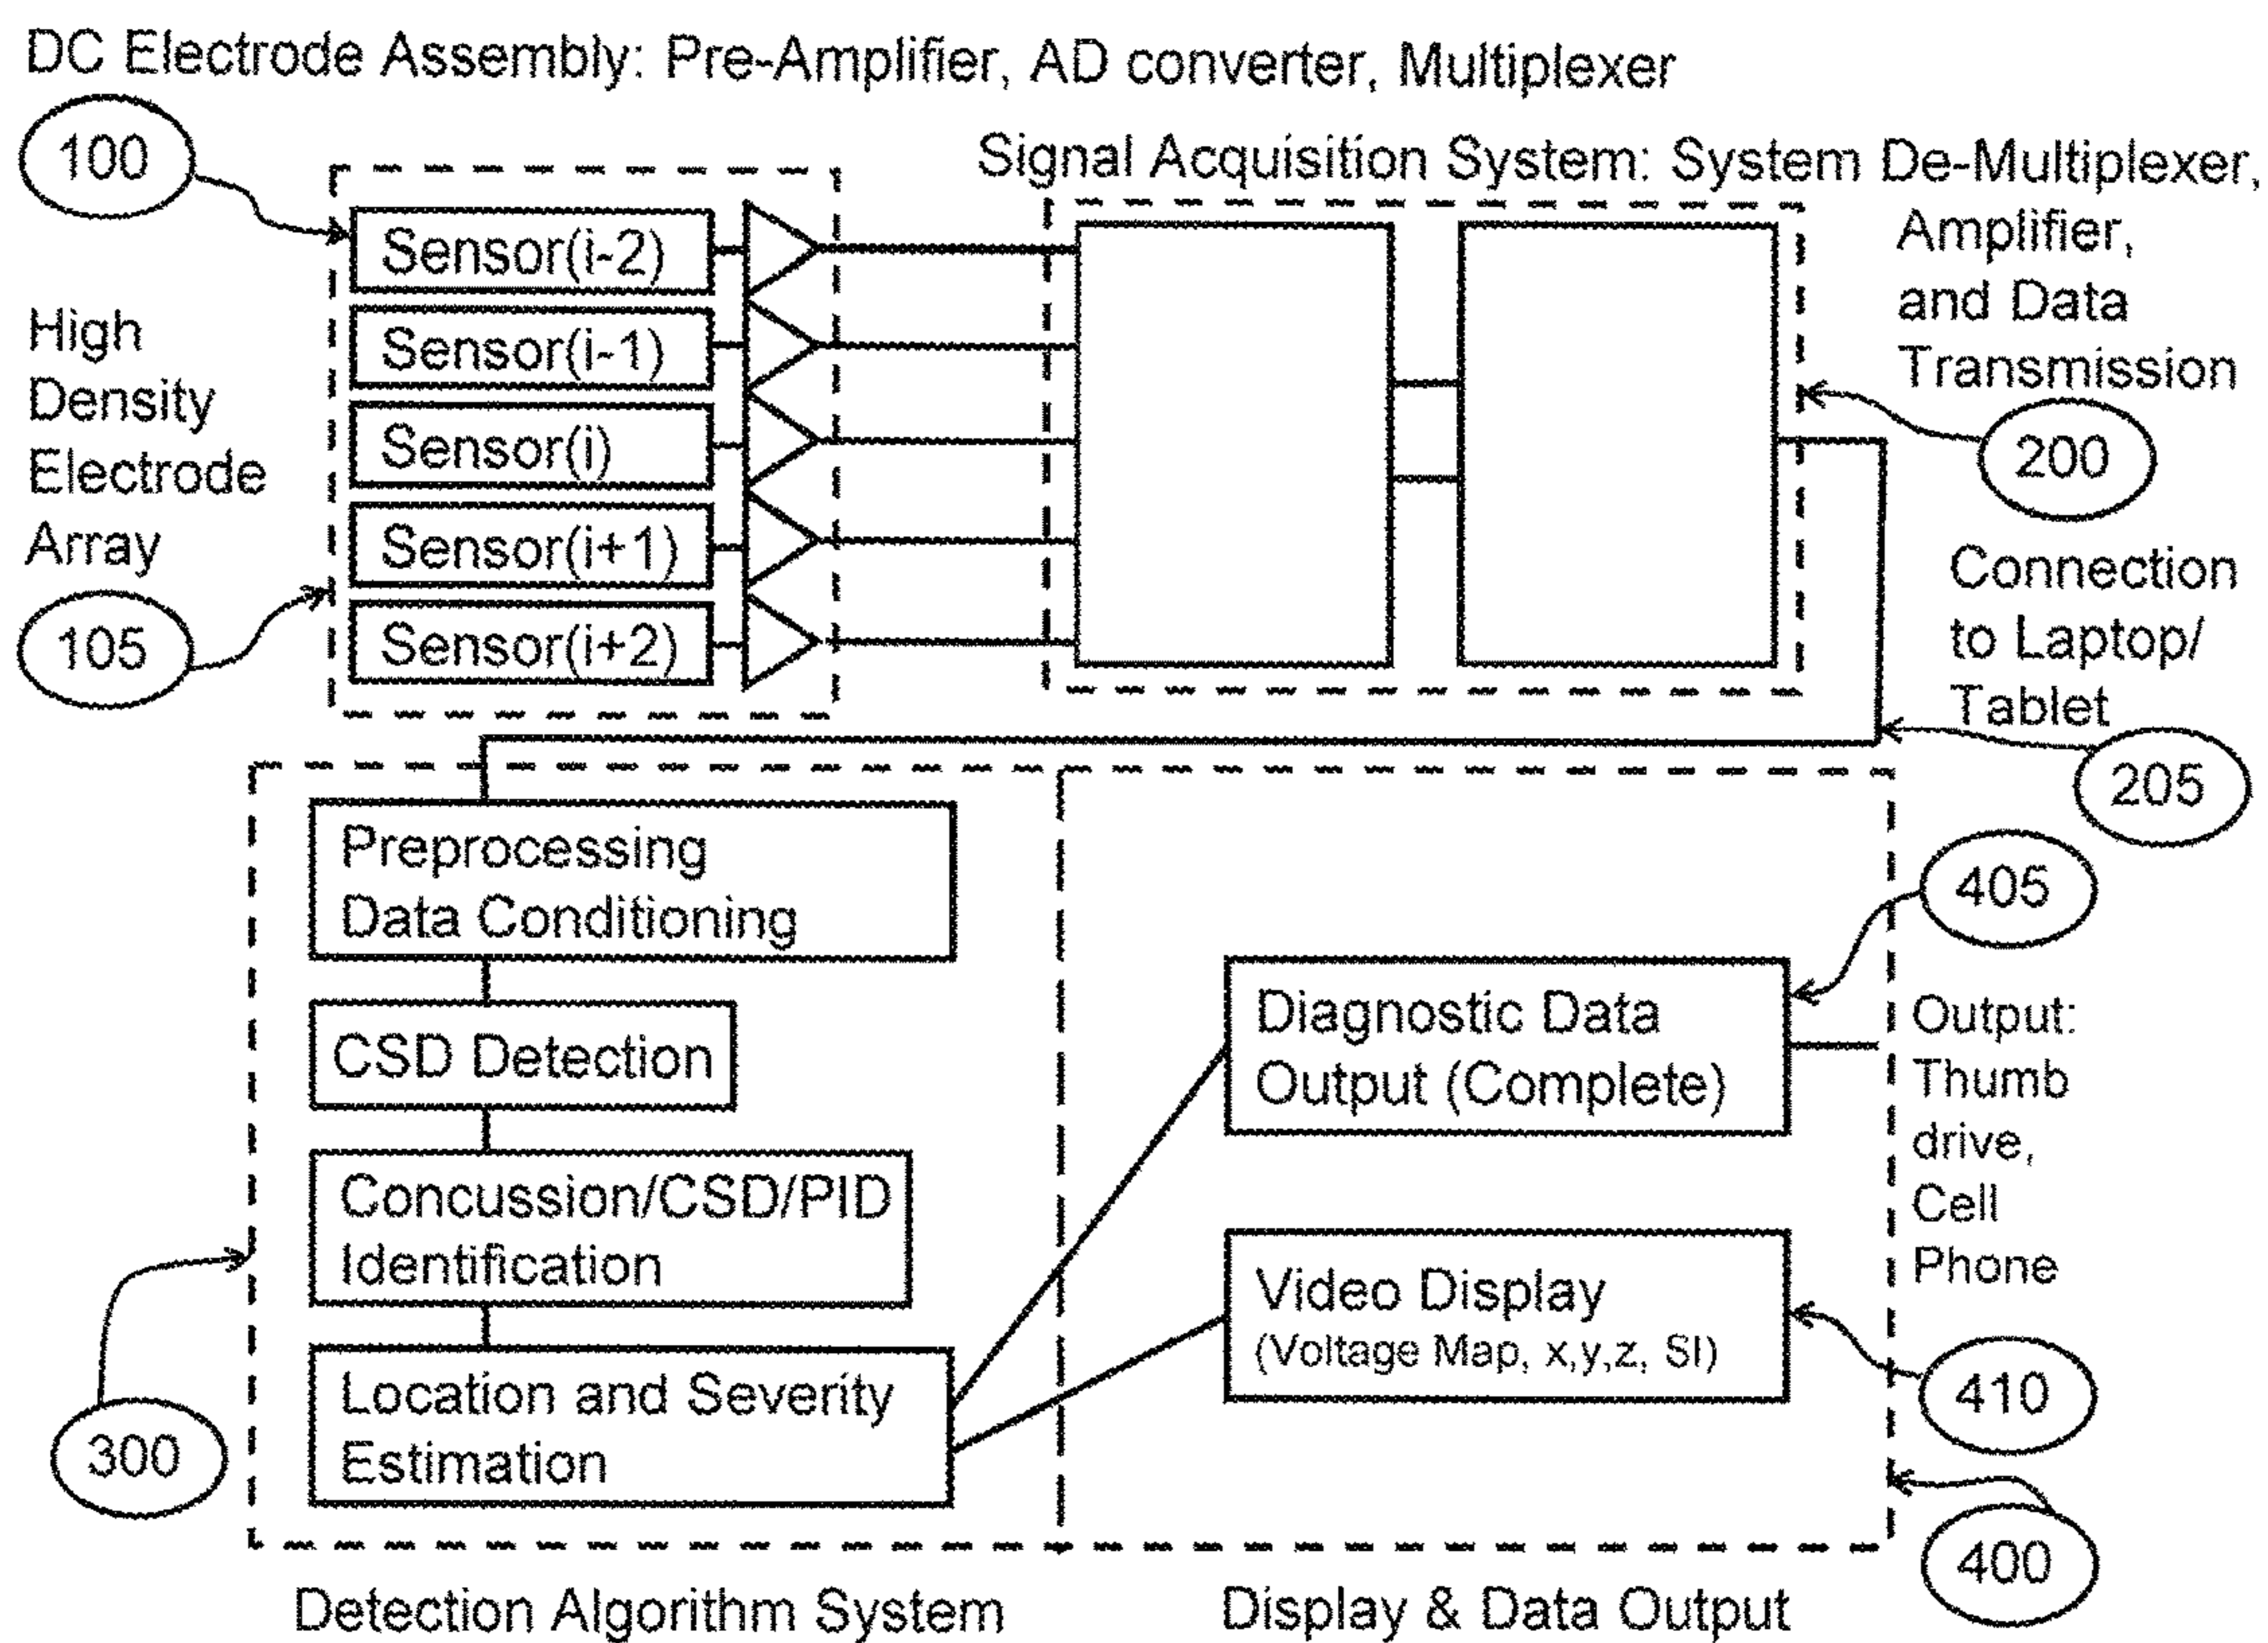 DC Electrode Assembly: Pre-Amplifier, AD converter, Multiplexer
100
Signal Acquisition System: System De-Multiplexer,
Amplifier,
and Data
Transmission
200
High
Density
Electrode
Array
105
Sensor(i-2)
Sensor(i-1)
Sensor(i)
Sensor(i+1)
Sensor(i+2)
Connection
to Laptop/
Tablet
205
Preprocessing
Data Conditioning
CSD Detection
Concussion/CSD/PID
Identification
Location and Severity
Estimation
300
405
Diagnostic Data
Output (Complete)
Output:
Thumb
drive,
Cell
Phone
Video Display
(Voltage Map, x,y,z, SI)
410
400
Detection Algorithm System
Display & Data Output